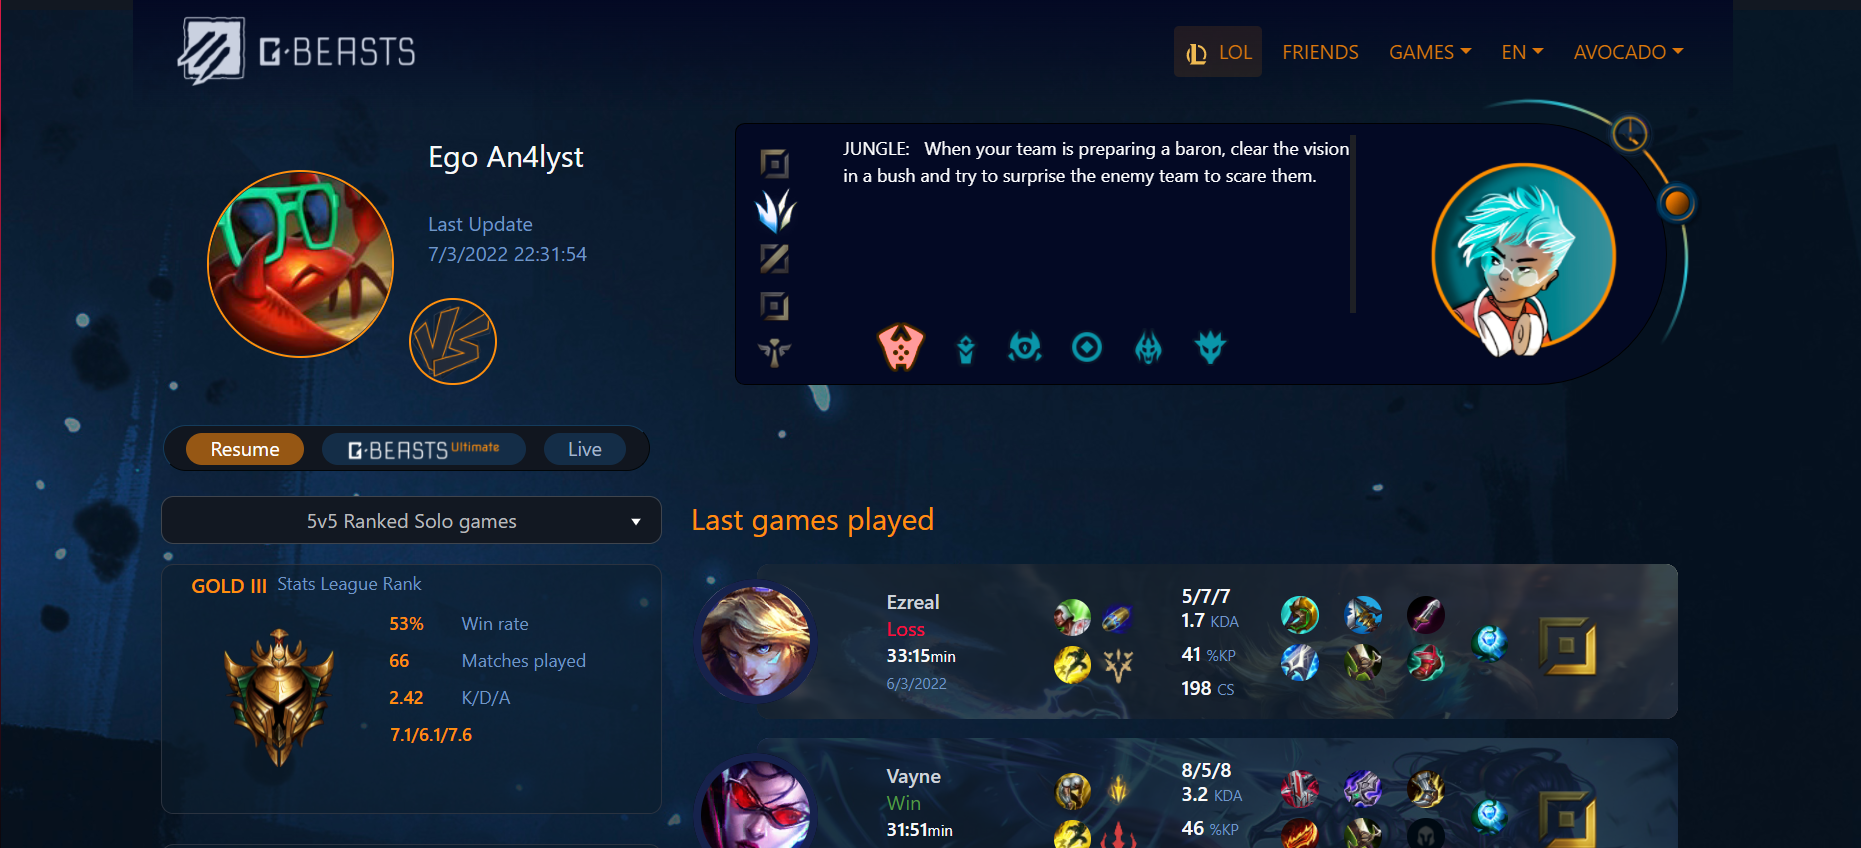 G·BEASTS
LOL
FRIENDS
GAMES
EN
AVOCADO
Ego An4lyst
Last Update
7/3/2022 22:31:54
VS
JUNGLE: When your team is preparing a baron, clear the vision
in a bush and try to surprise the enemy team to scare them.
Resume
G·BEASTS Ultimate
Live
5v5 Ranked Solo games
GOLD III Stats League Rank
53% Win rate
66 Matches played
2.42 K/D/A
7.1/6.1/7.6
Last games played
Ezreal
Loss
33:15min
6/3/2022
5/7/7
1.7 KDA
41 %KP
198 CS
Vayne
Win
31:51min
8/5/8
3.2 KDA
46 %KP